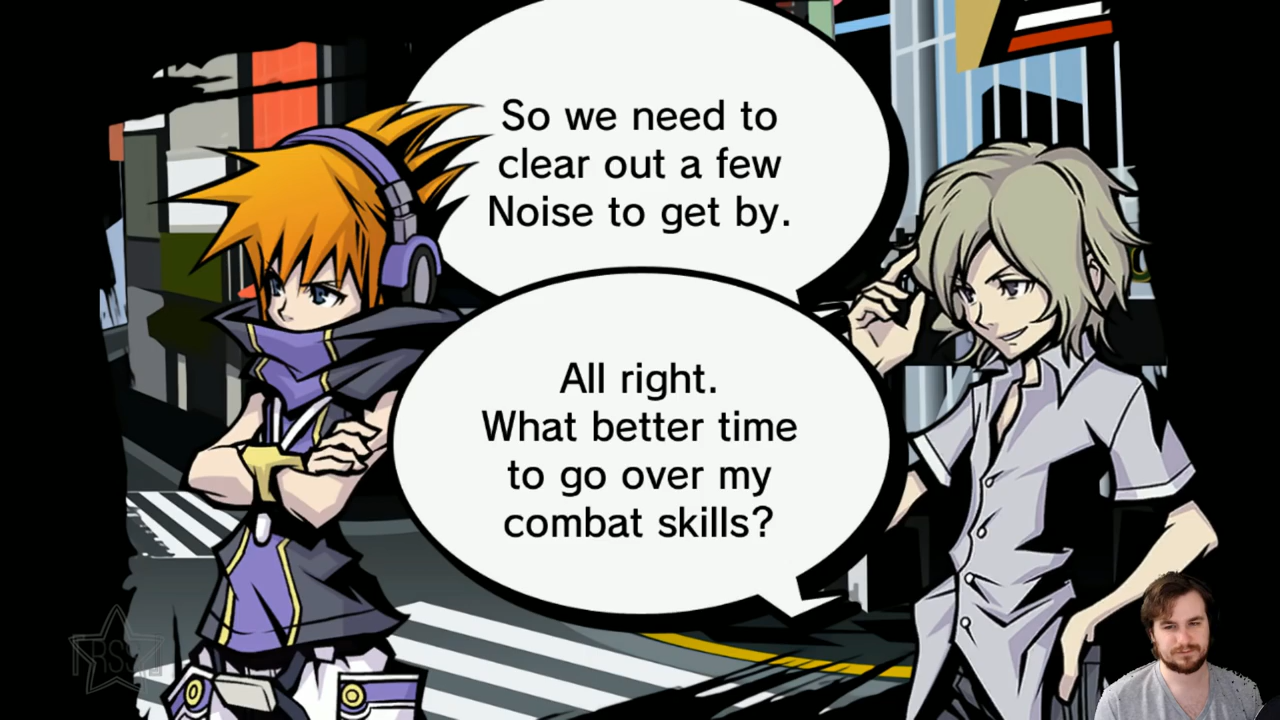 So we need to
clear out a few
Noise to get by.
All right.
What better time
to go over my
combat skills?